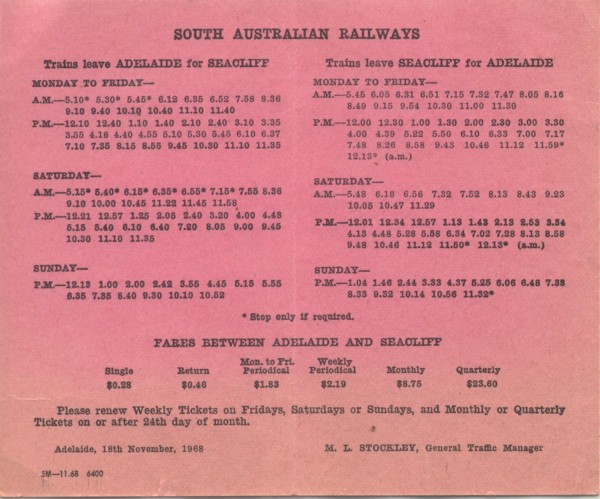 SOUTH AUSTRALIAN RAILWAYS
Trains leave ADELAIDE for SEACLIFF
MONDAY TO FRIDAY—
A.M.—5.10* 5.30* 5.45* 6.12 6.35 6.52 7.58 8.36
9.10 9.40 10.10 10.40 11.10 11.40
P.M.—12.10 12.40 1.10 1.40 2.10 2.40 3.10 3.35
3.55 4.16 4.40 4.55 5.10 5.30 5.45 6.10 6.37
7.10 7.35 8.15 8.55 9.45 10.30 11.10 11.35
SATURDAY—
A.M.—5.15* 5.40* 6.15* 6.35* 6.55* 7.15* 7.55 8.36
9.10 10.00 10.45 11.22 11.45 11.58
P.M.—12.21 12.57 1.25 2.05 2.40 3.20 4.00 4.48
5.15 5.40 6.10 6.40 7.20 8.05 9.00 9.45
10.30 11.10 11.35
SUNDAY—
P.M.—12.13 1.00 2.00 2.42 3.55 4.45 5.15 5.55
6.35 7.35 8.40 9.30 10.10 10.52
Trains leave SEACLIFF for ADELAIDE
MONDAY TO FRIDAY—
A.M.—5.45 6.05 6.31 6.51 7.15 7.32 7.47 8.05 8.16
8.49 9.15 9.54 10.30 11.00 11.30
P.M.—12.00 12.30 1.00 1.30 2.00 2.30 3.00 3.30
4.00 4.39 5.22 5.50 6.10 6.33 7.00 7.17
7.48 8.26 8.58 9.43 10.46 11.12 11.59*
12.13* (a.m.)
SATURDAY—
A.M.—5.48 6.16 6.56 7.32 7.52 8.13 8.43 9.23
10.05 10.47 11.29
P.M.—12.01 12.34 12.57 1.13 1.43 2.13 2.53 3.34
4.13 4.48 5.28 5.58 6.34 7.02 7.28 8.13 8.58
9.48 10.46 11.12 11.50* 12.13* (a.m.)
SUNDAY—
P.M.—1.04 1.46 2.44 3.33 4.37 5.25 6.06 6.48 7.38
8.33 9.32 10.14 10.56 11.32*
* Stop only if required.
FARES BETWEEN ADELAIDE AND SEACLIFF
Single Return Mon. to Fri. Periodical Weekly Periodical Monthly Quarterly
$0.28 $0.46 $1.83 $2.19 $8.75 $23.60
Please renew Weekly Tickets on Fridays, Saturdays or Sundays, and Monthly or Quarterly
Tickets on or after 24th day of month.
Adelaide, 18th November, 1968 M. L. STOCKLEY, General Traffic Manager
5M—11.68 6400